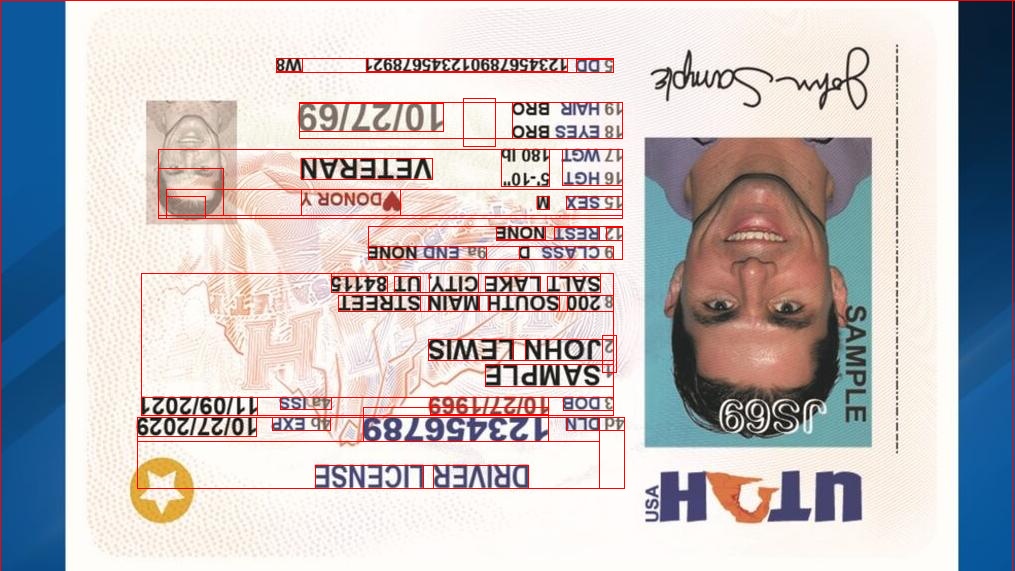 UTAH
USA
DRIVER LICENSE
4d DLN 123456789 4b EXP 10/27/2029
3 DOB 10/27/1969 4a ISS 11/09/2021
1 SAMPLE
2 JOHN LEWIS
8 200 SOUTH MAIN STREET
SALT LAKE CITY UT 84115
9 CLASS D 9a END NONE
12 REST NONE
15 SEX M ♥DONOR Y
16 HGT 5'-10"
17 WGT 180 lb VETERAN
18 EYES BRO
19 HAIR BRO 10/27/69
5 DD 123456789012345678921 W8
JS69
SAMPLE
John Sample